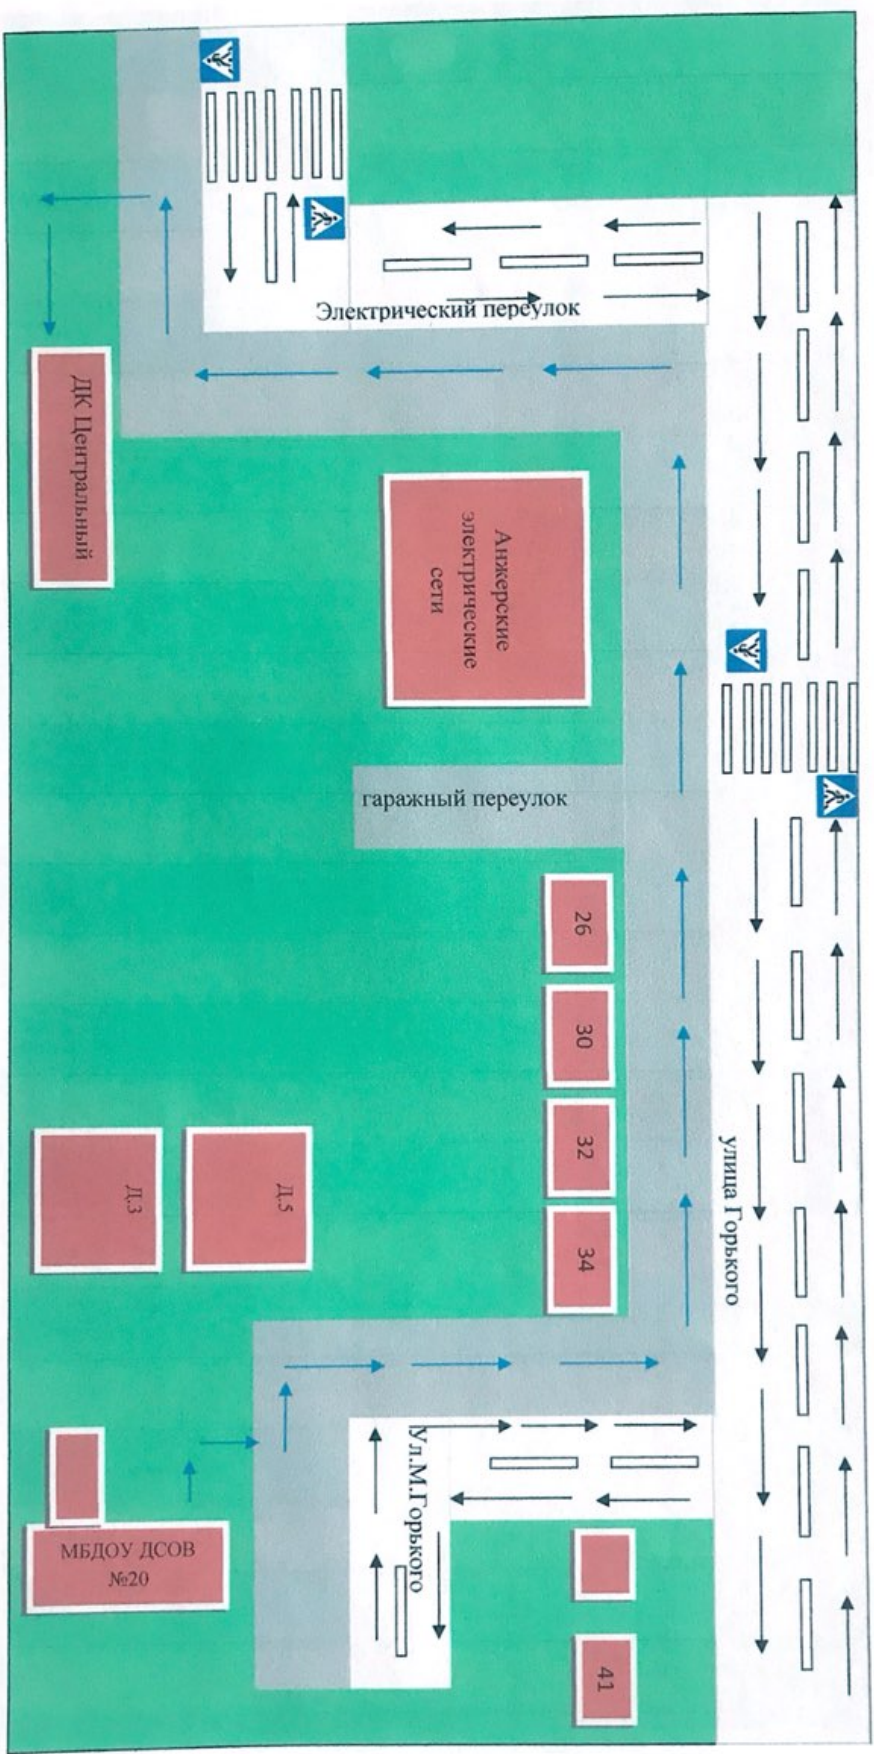 Электрический переулок
ДК Центральный
Анжерские
электрические
сети
гаражный переулок
26
30
32
34
улица Горького
Д.3
Д.5
Ул.М.Горького
МБДОУ ДСОВ
№20
41